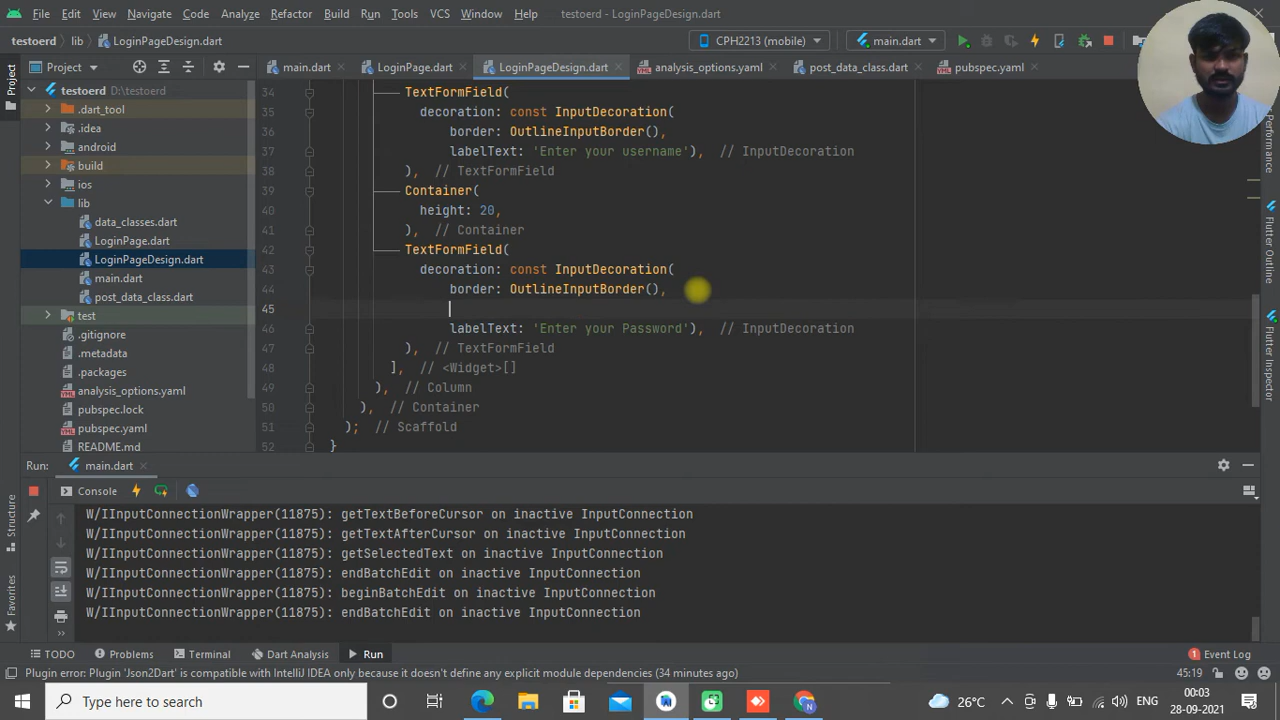 File Edit View Navigate Code Analyze Refactor Build Run Tools VCS Window Help testoerd - LoginPageDesign.dart
testoerd lib LoginPageDesign.dart CPH2213 (mobile) main.dart
Project main.dart LoginPage.dart LoginPageDesign.dart analysis_options.yaml post_data_class.dart pubspec.yaml
Project
testoerd D:\testoerd
.dart_tool
.idea
android
build
ios
lib
data_classes.dart
LoginPage.dart
LoginPageDesign.dart
main.dart
post_data_class.dart
test
.gitignore
.metadata
.packages
analysis_options.yaml
pubspec.lock
pubspec.yaml
README.md
34 TextFormField(
35 decoration: const InputDecoration(
36 border: OutlineInputBorder(),
37 labelText: 'Enter your username'), // InputDecoration
38 ), // TextFormField
39 Container(
40 height: 20,
41 ), // Container
42 TextFormField(
43 decoration: const InputDecoration(
44 border: OutlineInputBorder(),
45
46 labelText: 'Enter your Password'), // InputDecoration
47 ), // TextFormField
48 ], // <Widget>[]
49 ), // Column
50 ), // Container
51 ); // Scaffold
52 }
Flutter Outline
Flutter Inspector
Structure
Favorites
Run: main.dart
Console
W/IInputConnectionWrapper(11875): getTextBeforeCursor on inactive InputConnection
W/IInputConnectionWrapper(11875): getTextAfterCursor on inactive InputConnection
W/IInputConnectionWrapper(11875): getSelectedText on inactive InputConnection
W/IInputConnectionWrapper(11875): endBatchEdit on inactive InputConnection
W/IInputConnectionWrapper(11875): beginBatchEdit on inactive InputConnection
W/IInputConnectionWrapper(11875): endBatchEdit on inactive InputConnection
TODO Problems Terminal Dart Analysis Run 1 Event Log
Plugin error: Plugin 'Json2Dart' is compatible with IntelliJ IDEA only because it doesn't define any explicit module dependencies (34 minutes ago) 45:19
Type here to search 26°C ENG 00:03
28-09-2021